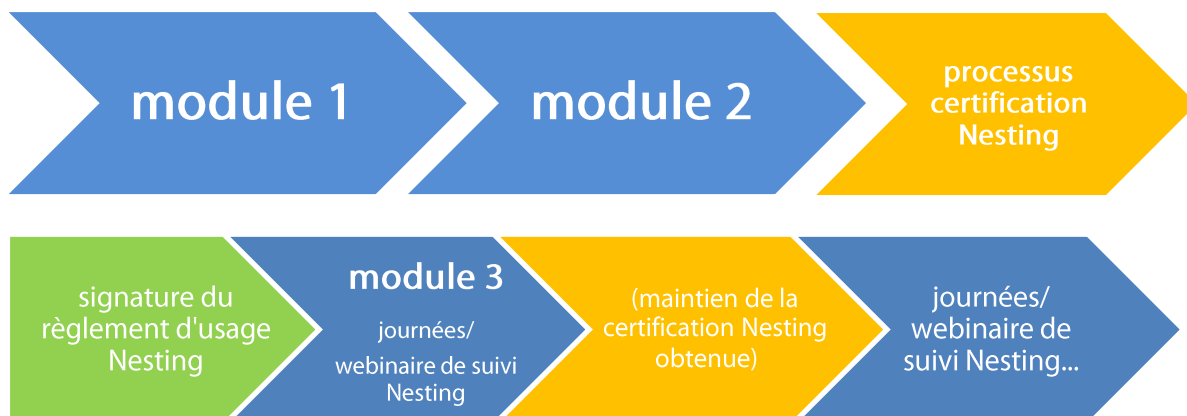 module 1
module 2
processus
certification
Nesting
signature du
règlement d'usage
Nesting
module 3
journées/
webinaire de suivi
Nesting
(maintien de la
certification Nesting
obtenue)
journées/
webinaire de
suivi Nesting...